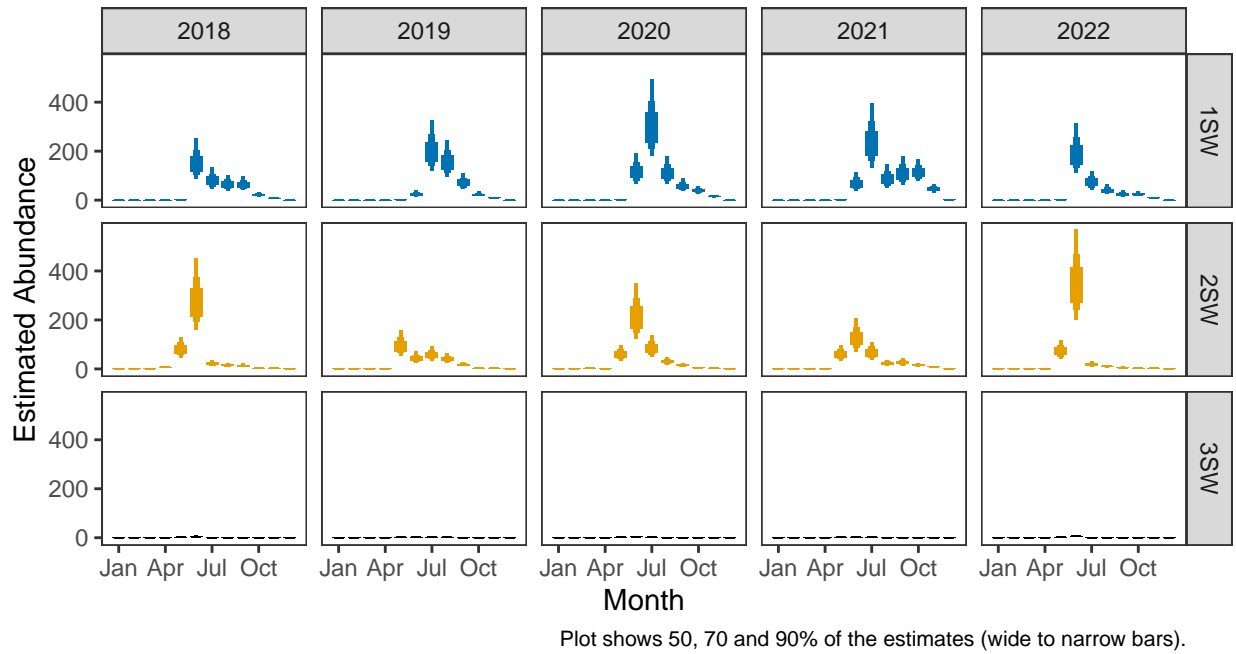 2018 2019 2020 2021 2022
400
200
0
1SW
400
200
0
2SW
400
200
0
3SW
Estimated Abundance
Jan Apr Jul Oct Jan Apr Jul Oct Jan Apr Jul Oct Jan Apr Jul Oct Jan Apr Jul Oct
Month
Plot shows 50, 70 and 90% of the estimates (wide to narrow bars).